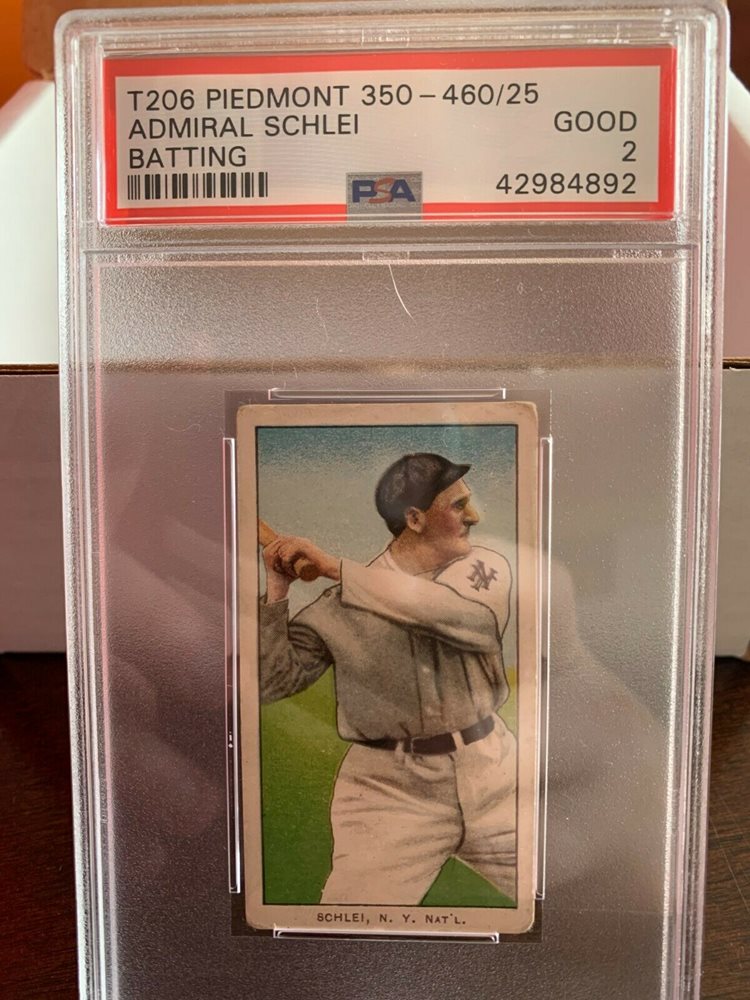 T206 PIEDMONT 350 - 460/25
ADMIRAL SCHLEI GOOD
BATTING 2
PSA 42984892
NY
SCHLEI, N. Y. NAT'L.